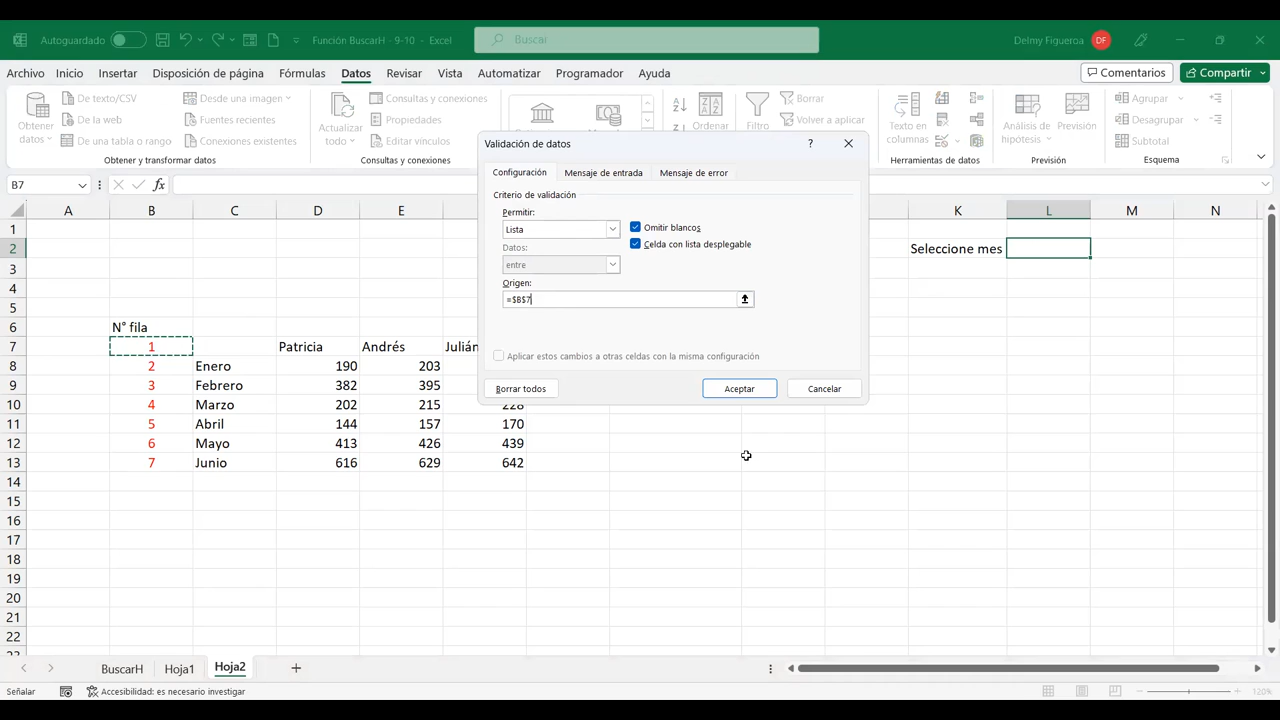 Autoguardado
Función BuscarH - 9-10 - Excel
Buscar
Delmy Figueroa
DF
Archivo Inicio Insertar Disposición de página Fórmulas Datos Revisar Vista Automatizar Programador Ayuda
Comentarios
Compartir
Obtener datos
De texto/CSV
De la web
De una tabla o rango
Desde una imagen
Fuentes recientes
Conexiones existentes
Obtener y transformar datos
Actualizar todo
Consultas y conexiones
Propiedades
Editar vínculos
Consultas y conexiones
Ordenar
Filtro
Borrar
Volver a aplicar
Texto en columnas
Herramientas de datos
Análisis de hipótesis
Previsión
Previsión
Agrupar
Desagrupar
Subtotal
Esquema
B7
fx
Validación de datos
?
Configuración Mensaje de entrada Mensaje de error
Criterio de validación
Permitir:
Lista
Omitir blancos
Celda con lista desplegable
Datos:
entre
Origen:
=$B$7
Aplicar estos cambios a otras celdas con la misma configuración
Borrar todos
Aceptar
Cancelar
A B C D E K L M N
1
2 Seleccione mes
3
4
5
6 N° fila
7 1 Patricia Andrés Julián
8 2 Enero 190 203
9 3 Febrero 382 395
10 4 Marzo 202 215 228
11 5 Abril 144 157 170
12 6 Mayo 413 426 439
13 7 Junio 616 629 642
14
15
16
17
18
19
20
21
22
23
BuscarH Hoja1 Hoja2
Señalar
Accesibilidad: es necesario investigar
120%